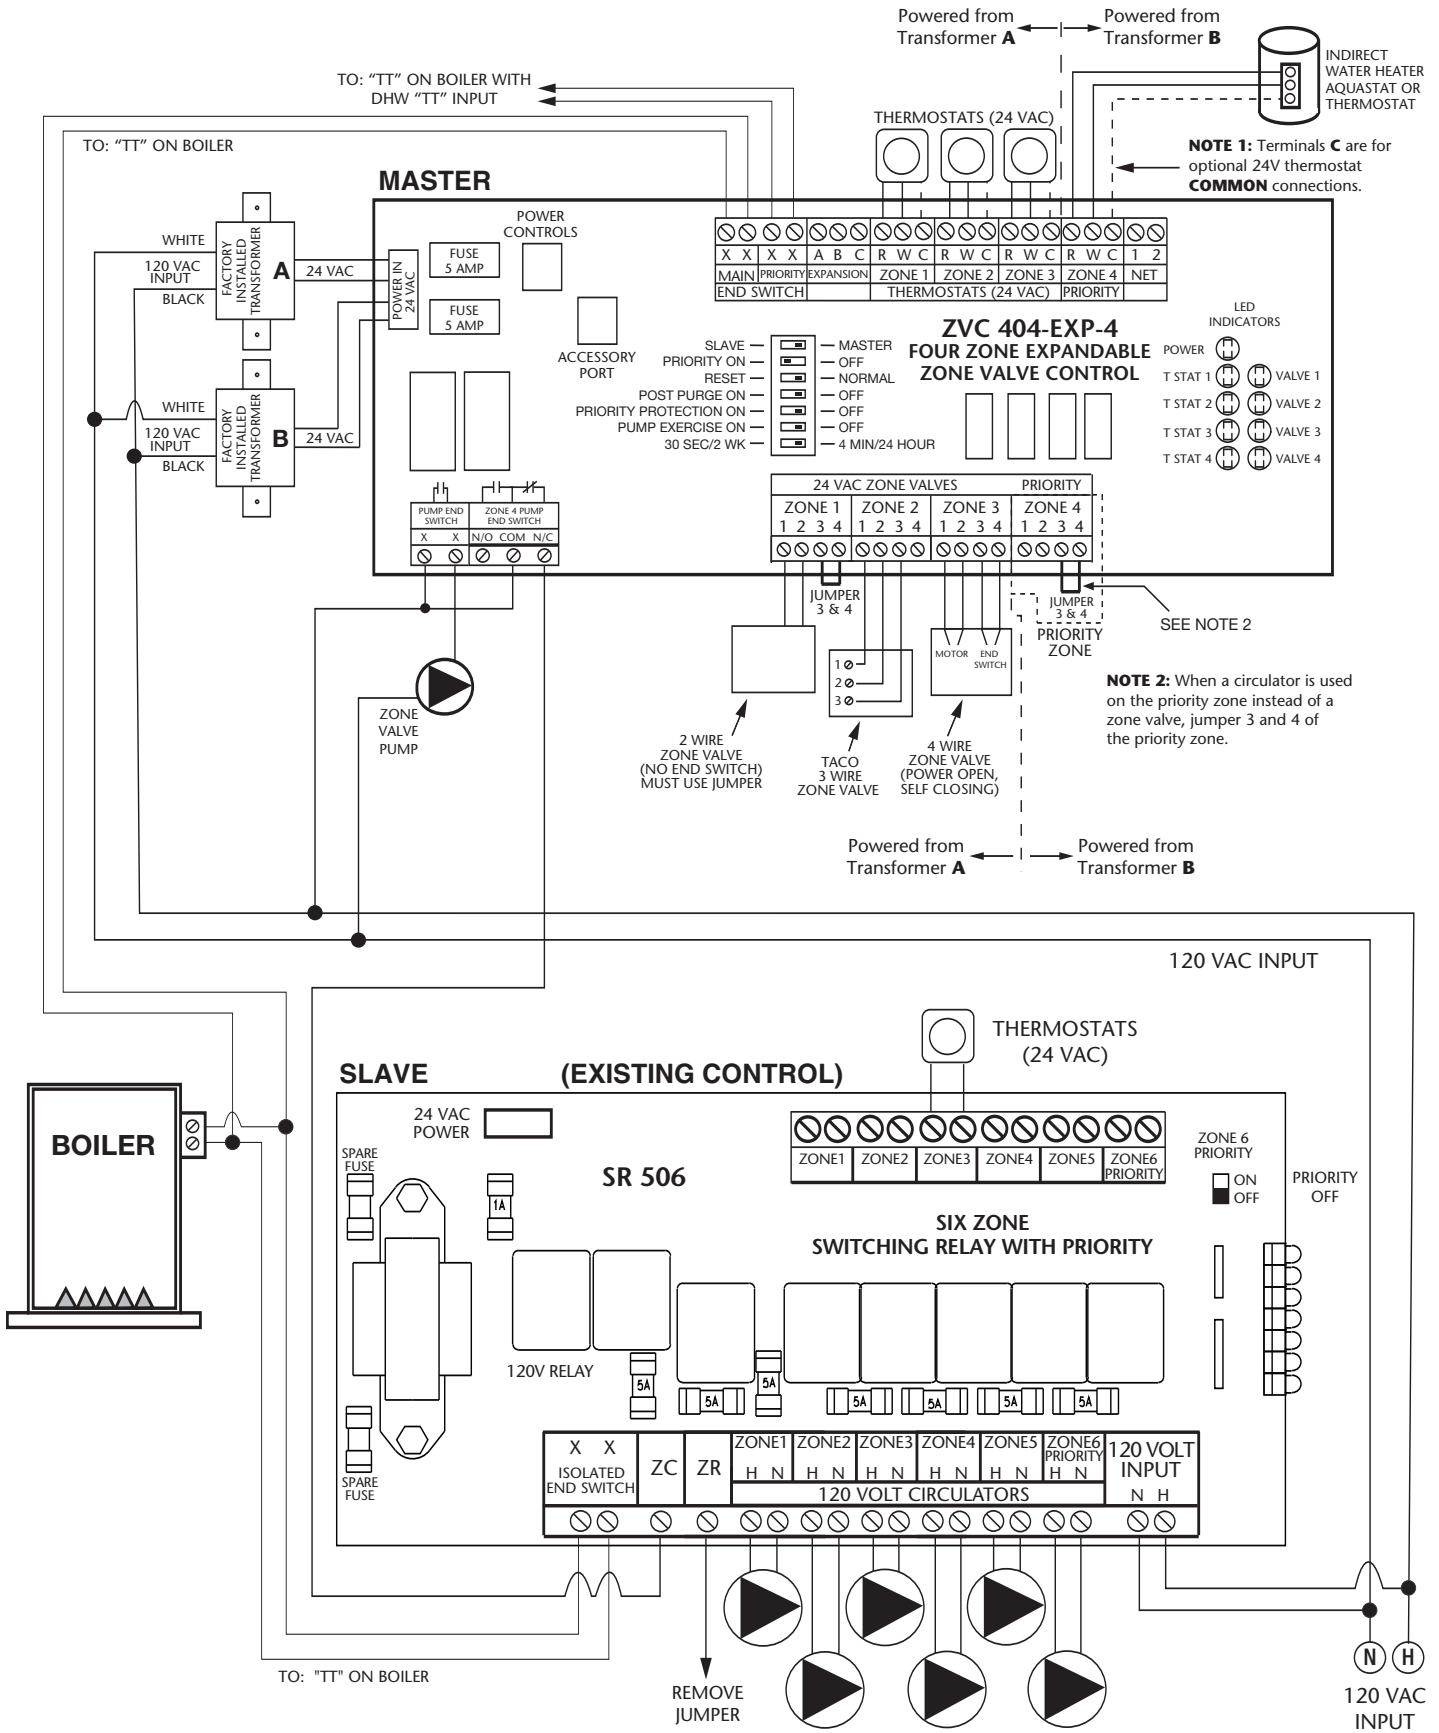 Powered from
Transformer A
Powered from
Transformer B
INDIRECT
WATER HEATER
AQUASTAT OR
THERMOSTAT
TO: “TT” ON BOILER WITH
DHW “TT” INPUT
THERMOSTATS (24 VAC)
TO: “TT” ON BOILER
NOTE 1: Terminals C are for
optional 24V thermostat
COMMON connections.
MASTER
WHITE
120 VAC
INPUT
BLACK
FACTORY
INSTALLED
TRANSFORMER
A
24 VAC
POWER IN
24 VAC
FUSE
5 AMP
FUSE
5 AMP
POWER
CONTROLS
ACCESSORY
PORT
X X X X A B C R W C R W C R W C R W C 1 2
MAIN PRIORITY EXPANSION ZONE 1 ZONE 2 ZONE 3 ZONE 4 NET
END SWITCH THERMOSTATS (24 VAC) PRIORITY
WHITE
120 VAC
INPUT
BLACK
FACTORY
INSTALLED
TRANSFORMER
B
24 VAC
SLAVE MASTER
PRIORITY ON OFF
RESET NORMAL
POST PURGE ON OFF
PRIORITY PROTECTION ON OFF
PUMP EXERCISE ON OFF
30 SEC/2 WK 4 MIN/24 HOUR
ZVC 404-EXP-4
FOUR ZONE EXPANDABLE
ZONE VALVE CONTROL
LED
INDICATORS
POWER
T STAT 1 VALVE 1
T STAT 2 VALVE 2
T STAT 3 VALVE 3
T STAT 4 VALVE 4
PUMP END
SWITCH
X X
ZONE 4 PUMP
END SWITCH
N/O COM N/C
24 VAC ZONE VALVES PRIORITY
ZONE 1 ZONE 2 ZONE 3 ZONE 4
1 2 3 4 1 2 3 4 1 2 3 4 1 2 3 4
JUMPER
3 & 4
JUMPER
3 & 4
PRIORITY
ZONE
SEE NOTE 2
MOTOR
END
SWITCH
1
2
3
ZONE
VALVE
PUMP
2 WIRE
ZONE VALVE
(NO END SWITCH)
MUST USE JUMPER
TACO
3 WIRE
ZONE VALVE
4 WIRE
ZONE VALVE
(POWER OPEN,
SELF CLOSING)
NOTE 2: When a circulator is used
on the priority zone instead of a
zone valve, jumper 3 and 4 of
the priority zone.
Powered from
Transformer A
Powered from
Transformer B
120 VAC INPUT
THERMOSTATS
(24 VAC)
SLAVE (EXISTING CONTROL)
BOILER
24 VAC
POWER
SPARE
FUSE
1A
SR 506
ZONE1 ZONE2 ZONE3 ZONE4 ZONE5 ZONE6
PRIORITY
ZONE 6
PRIORITY
ON
OFF
PRIORITY
OFF
SIX ZONE
SWITCHING RELAY WITH PRIORITY
120V RELAY
5A
5A
5A
5A
5A
5A
5A
SPARE
FUSE
X X
ISOLATED
END SWITCH
ZC
ZR
ZONE1 ZONE2 ZONE3 ZONE4 ZONE5 ZONE6
PRIORITY
H N H N H N H N H N H N
120 VOLT CIRCULATORS
120 VOLT
INPUT
N H
TO: "TT" ON BOILER
REMOVE
JUMPER
N H
120 VAC
INPUT